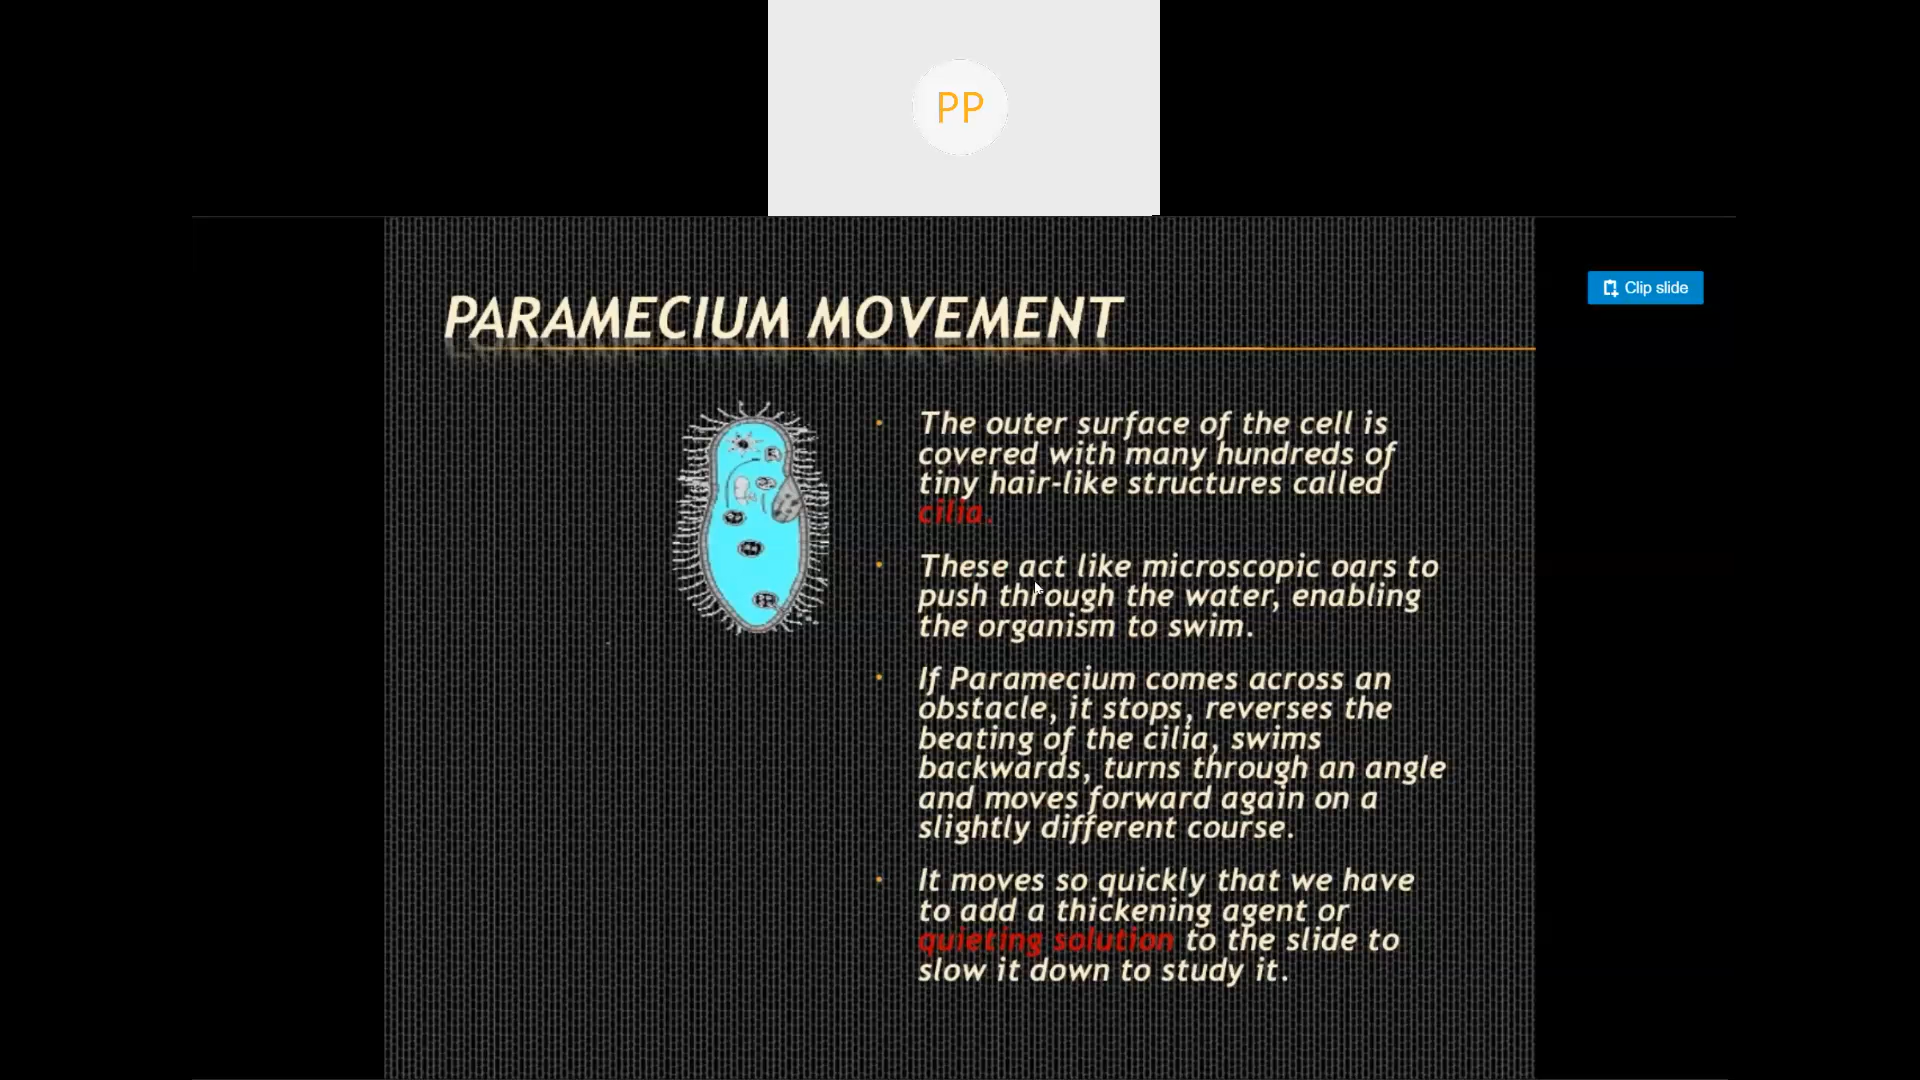 PP
Clip slide
PARAMECIUM MOVEMENT
The outer surface of the cell is
covered with many hundreds of
tiny hair-like structures called
cilia.
These act like microscopic oars to
push through the water, enabling
the organism to swim.
If Paramecium comes across an
obstacle, it stops, reverses the
beating of the cilia, swims
backwards, turns through an angle
and moves forward again on a
slightly different course.
It moves so quickly that we have
to add a thickening agent or
quieting solution to the slide to
slow it down to study it.